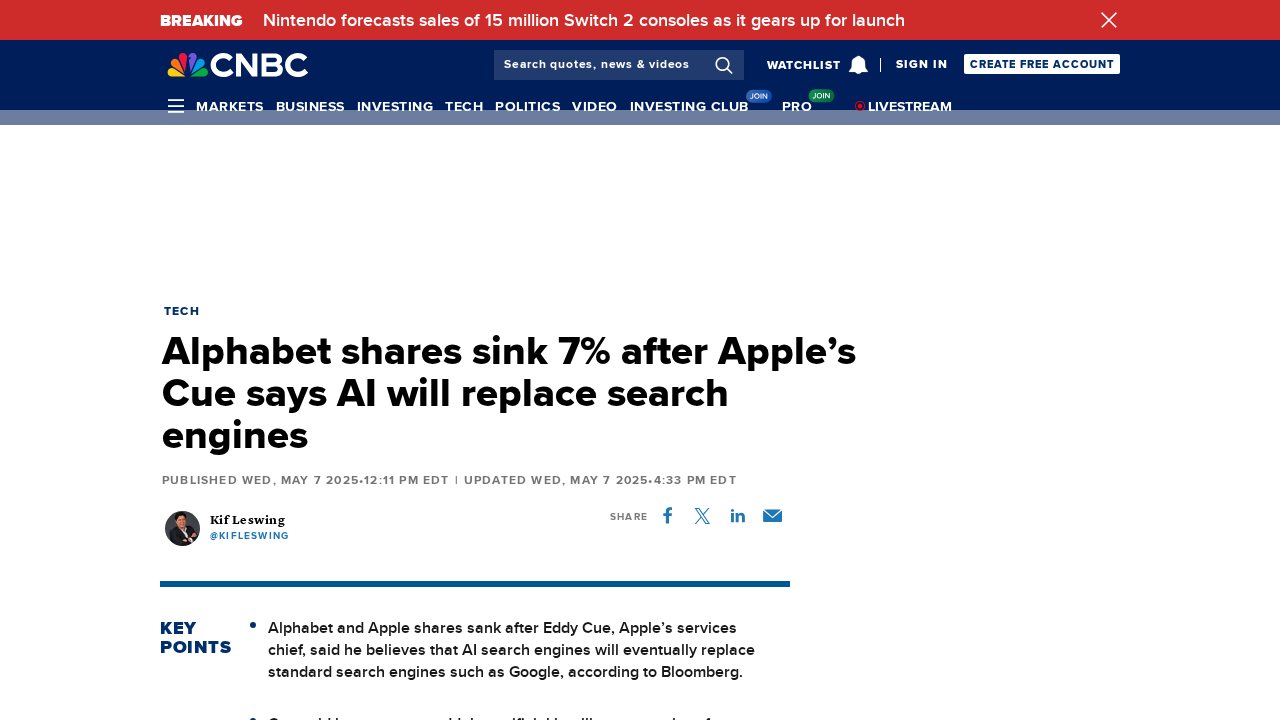 BREAKING Nintendo forecasts sales of 15 million Switch 2 consoles as it gears up for launch
CNBC
Search quotes, news & videos
WATCHLIST
SIGN IN
CREATE FREE ACCOUNT
MARKETS BUSINESS INVESTING TECH POLITICS VIDEO INVESTING CLUB JOIN PRO JOIN LIVESTREAM
TECH
Alphabet shares sink 7% after Apple’s
Cue says AI will replace search
engines
PUBLISHED WED, MAY 7 2025•12:11 PM EDT | UPDATED WED, MAY 7 2025•4:33 PM EDT
Kif Leswing
@KIFLESWING
SHARE
KEY
POINTS
Alphabet and Apple shares sank after Eddy Cue, Apple’s services
chief, said he believes that AI search engines will eventually replace
standard search engines such as Google, according to Bloomberg.